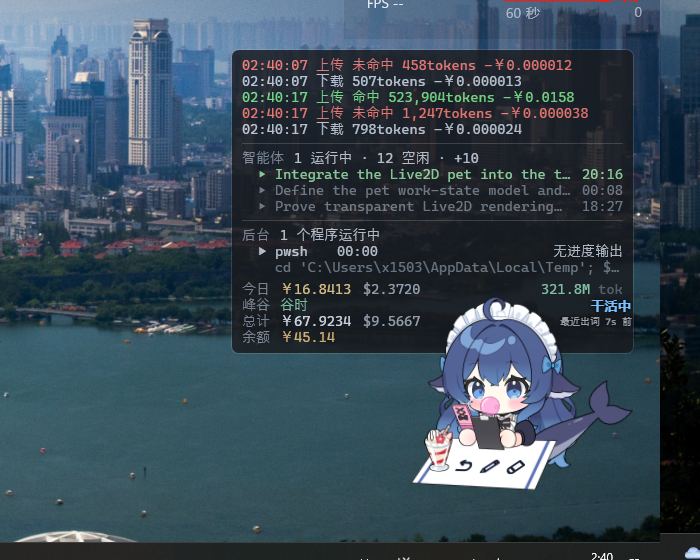 FPS --
60 秒
0
02:40:07 上传 未命中 458tokens -¥0.000012
02:40:07 下载 507tokens -¥0.000013
02:40:17 上传 命中 523,904tokens -¥0.0158
02:40:17 上传 未命中 1,247tokens -¥0.000038
02:40:17 下载 798tokens -¥0.000024
智能体 1 运行中 · 12 空闲 · +10
▸ Integrate the Live2D pet into the t… 20:16
▸ Define the pet work-state model and… 00:08
▸ Prove transparent Live2D rendering… 18:27
后台 1 个程序运行中
▸ pwsh 00:00 无进度输出
cd 'C:\Users\x1503\AppData\Local\Temp'; $…
今日 ¥16.8413 $2.3720 321.8M tok
峰谷 谷时 干活中
总计 ¥67.9234 $9.5667 最近出词 7s 前
余额 ¥45.14
2:40